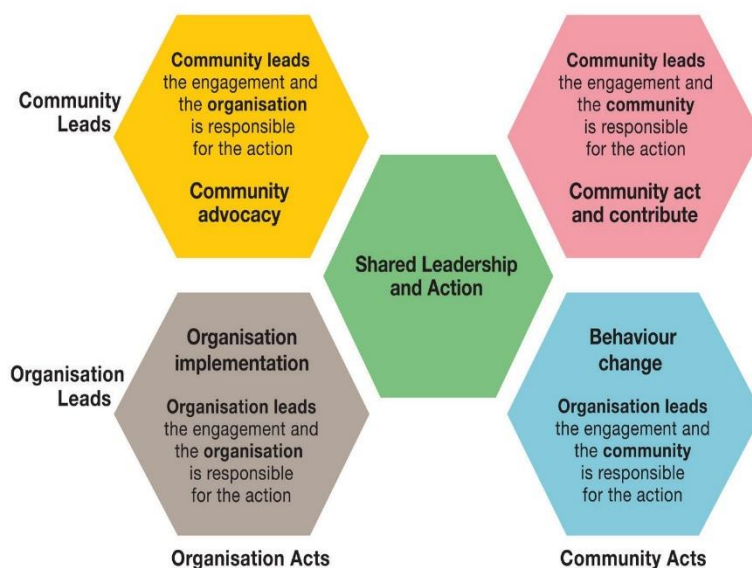 Community
Leads
Community leads
the engagement and
the organisation
is responsible
for the action
Community
advocacy
Community leads
the engagement and
the community
is responsible
for the action
Community act
and contribute
Shared Leadership
and Action
Organisation
Leads
Organisation
implementation
Organisation leads
the engagement and
the organisation
is responsible
for the action
Behaviour
change
Organisation leads
the engagement and
the community
is responsible
for the action
Organisation Acts
Community Acts